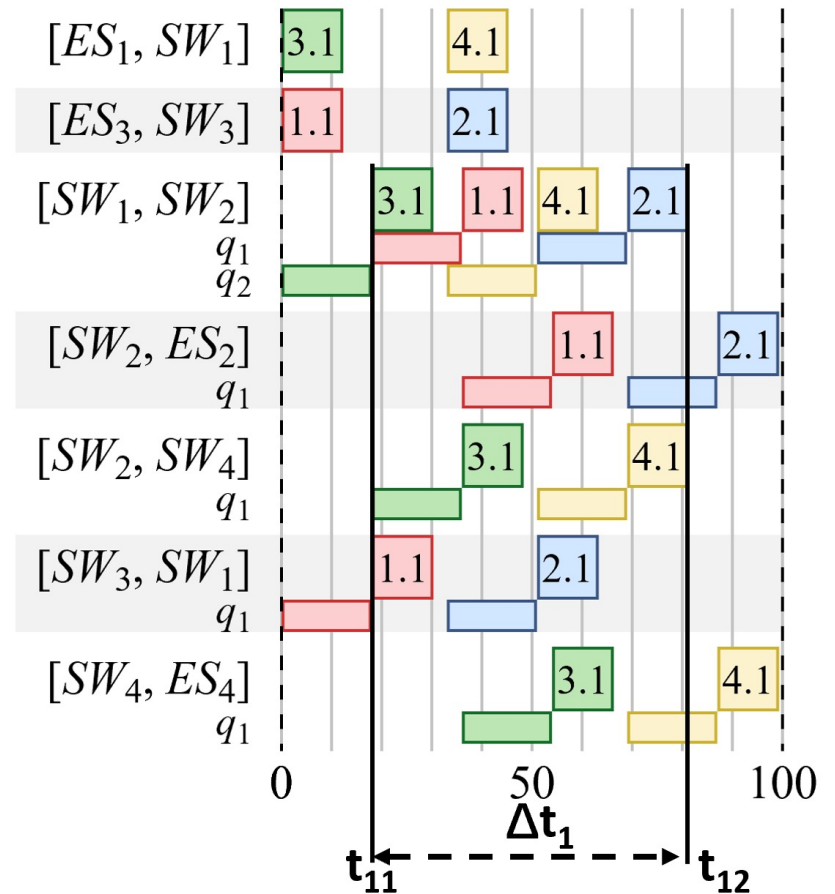 [ES₁, SW₁] 3.1 4.1
[ES₃, SW₃] 1.1 2.1
[SW₁, SW₂] 3.1 1.1 4.1 2.1
q₁
q₂
[SW₂, ES₂] 1.1 2.1
q₁
[SW₂, SW₄] 3.1 4.1
q₁
[SW₃, SW₁] 1.1 2.1
q₁
[SW₄, ES₄] 3.1 4.1
q₁
0 50 100
Δt₁
t₁₁ t₁₂